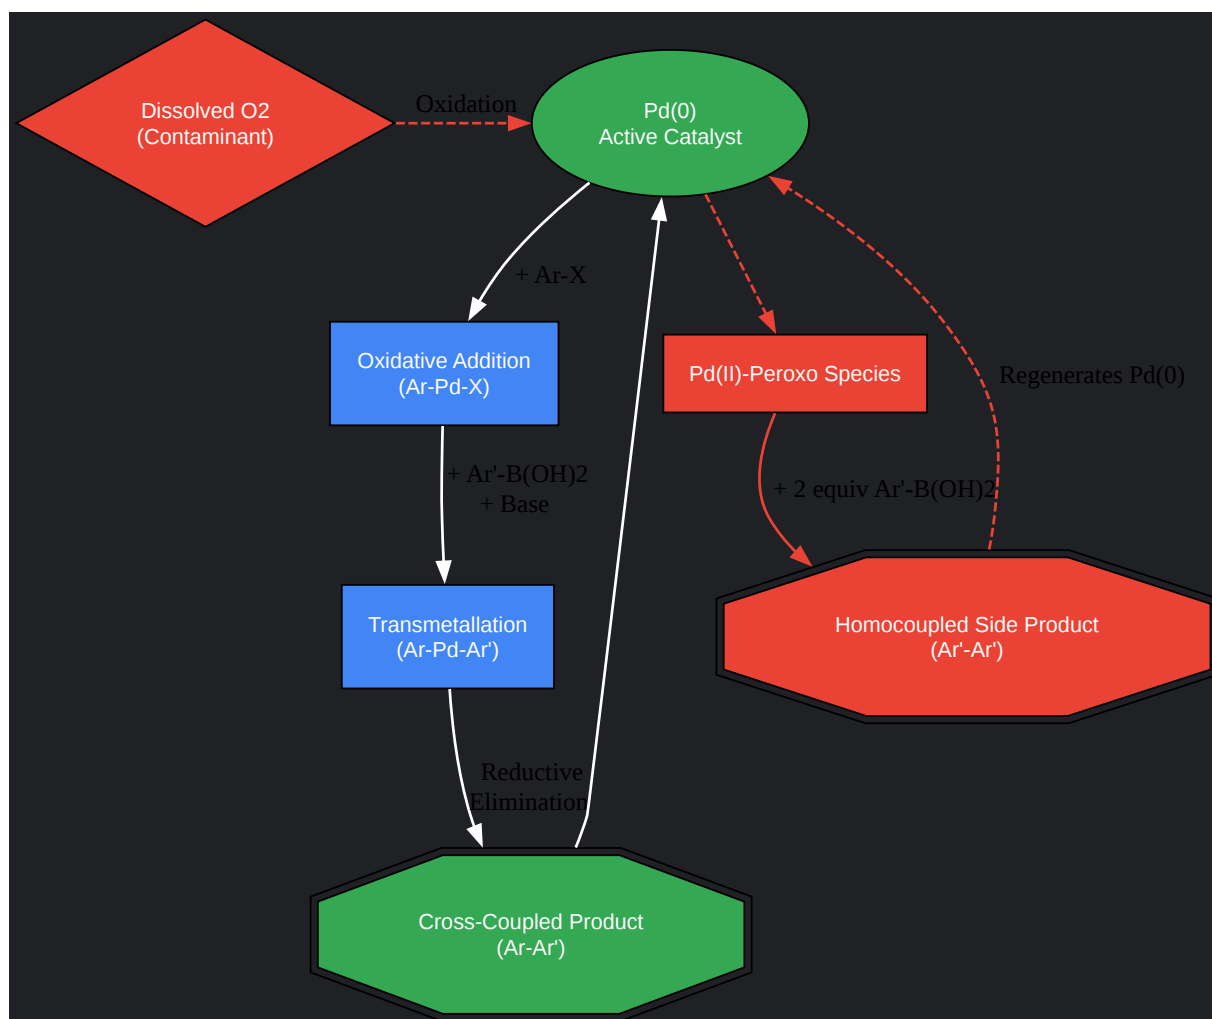 Dissolved O2
(Contaminant)
Oxidation
Pd(0)
Active Catalyst
+ Ar-X
Oxidative Addition
(Ar-Pd-X)
Pd(II)-Peroxo Species
Regenerates Pd(0)
+ Ar'-B(OH)2
+ Base
+ 2 equiv Ar'-B(OH)2
Transmetallation
(Ar-Pd-Ar')
Homocoupled Side Product
(Ar'-Ar')
Reductive
Elimination
Cross-Coupled Product
(Ar-Ar')